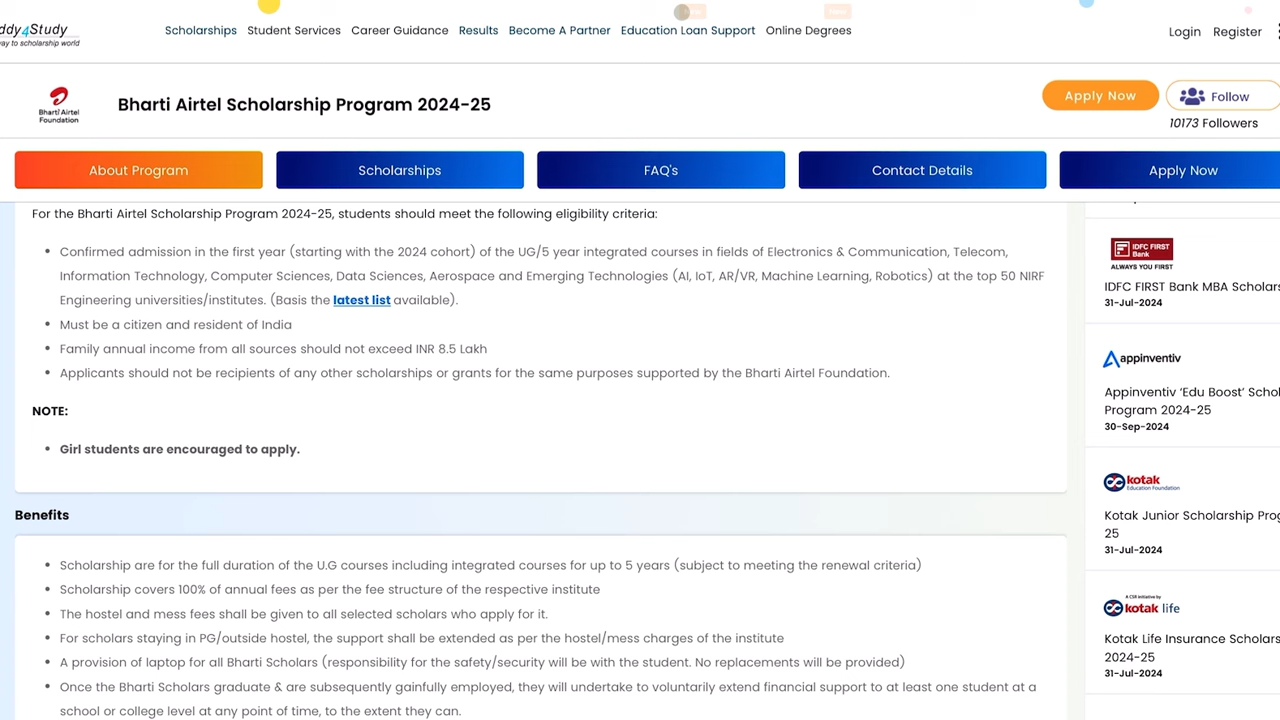 ddy4Study
ay to scholarship world
Scholarships Student Services Career Guidance Results Become A Partner Education Loan Support Online Degrees
Login Register
Bharti Airtel
Foundation
Bharti Airtel Scholarship Program 2024-25
Apply Now
Follow
10173 Followers
About Program
Scholarships
FAQ's
Contact Details
Apply Now
For the Bharti Airtel Scholarship Program 2024-25, students should meet the following eligibility criteria:
• Confirmed admission in the first year (starting with the 2024 cohort) of the UG/5 year integrated courses in fields of Electronics & Communication, Telecom,
Information Technology, Computer Sciences, Data Sciences, Aerospace and Emerging Technologies (AI, IoT, AR/VR, Machine Learning, Robotics) at the top 50 NIRF
Engineering universities/institutes. (Basis the latest list available).
• Must be a citizen and resident of India
• Family annual income from all sources should not exceed INR 8.5 Lakh
• Applicants should not be recipients of any other scholarships or grants for the same purposes supported by the Bharti Airtel Foundation.
NOTE:
• Girl students are encouraged to apply.
Benefits
• Scholarship are for the full duration of the U.G courses including integrated courses for up to 5 years (subject to meeting the renewal criteria)
• Scholarship covers 100% of annual fees as per the fee structure of the respective institute
• The hostel and mess fees shall be given to all selected scholars who apply for it.
• For scholars staying in PG/outside hostel, the support shall be extended as per the hostel/mess charges of the institute
• A provision of laptop for all Bharti Scholars (responsibility for the safety/security will be with the student. No replacements will be provided)
• Once the Bharti Scholars graduate & are subsequently gainfully employed, they will undertake to voluntarily extend financial support to at least one student at a
school or college level at any point of time, to the extent they can.
IDFC FIRST
Bank
ALWAYS YOU FIRST
IDFC FIRST Bank MBA Scholars
31-Jul-2024
appinventiv
Appinventiv ‘Edu Boost’ Schol
Program 2024-25
30-Sep-2024
kotak
Education Foundation
Kotak Junior Scholarship Prog
25
31-Jul-2024
A CSR Initiative by
kotak life
Kotak Life Insurance Scholars
2024-25
31-Jul-2024